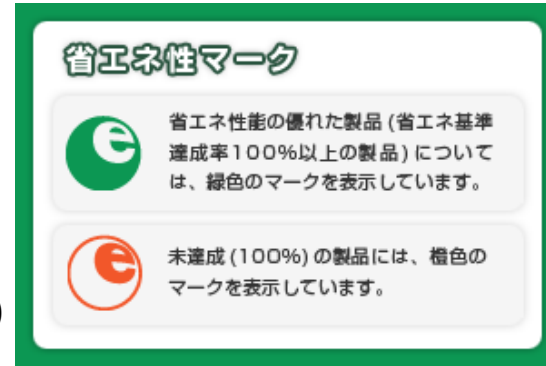 省エネ性マーク
e
省エネ性能の優れた製品(省エネ基準
達成率100%以上の製品)について
は、緑色のマークを表示しています。
e
未達成(100%)の製品には、橙色の
マークを表示しています。
)